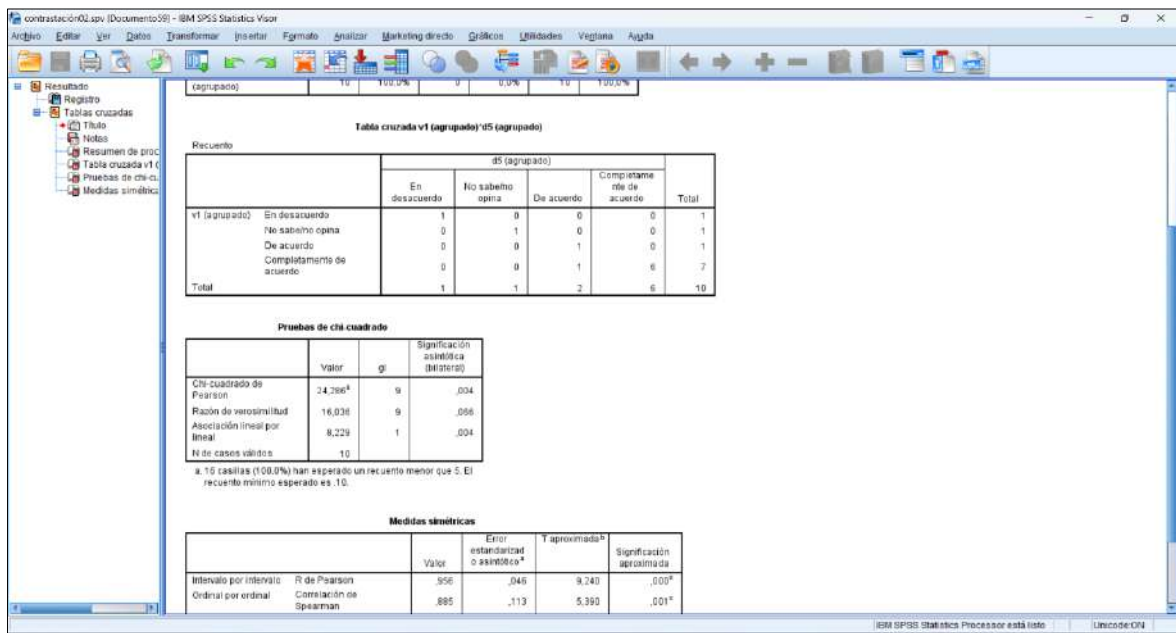 contrastación02.spv [Documento59] - IBM SPSS Statistics Visor
Archivo Editar Ver Datos Transformar Insertar Formato Analizar Marketing directo Gráficos Utilidades Ventana Ayuda
Resultado
Registro
Tablas cruzadas
Título
Notas
Resumen de proc
Tabla cruzada v1 (
Pruebas de chi-cu
Medidas simétrica
(agrupado) 10 100,0% 0 0,0% 10 100,0%
Tabla cruzada v1 (agrupado)*d5 (agrupado)
Recuento
d5 (agrupado)
En desacuerdo No sabe/no opina De acuerdo Completamente de acuerdo Total
v1 (agrupado) En desacuerdo 1 0 0 0 1
No sabe/no opina 0 1 0 0 1
De acuerdo 0 0 1 0 1
Completamente de acuerdo 0 0 1 6 7
Total 1 1 2 6 10
Pruebas de chi-cuadrado
Valor gl Significación asintótica (bilateral)
Chi-cuadrado de Pearson 24,286a 9 ,004
Razón de verosimilitud 16,036 9 ,066
Asociación lineal por lineal 8,229 1 ,004
N de casos válidos 10
a. 16 casillas (100,0%) han esperado un recuento menor que 5. El
recuento mínimo esperado es ,10.
Medidas simétricas
Valor Error estandarizado asintótico a T aproximada b Significación aproximada
Intervalo por intervalo R de Pearson ,956 ,046 9,240 ,000c
Ordinal por ordinal Correlación de Spearman ,885 ,113 5,390 ,001c
IBM SPSS Statistics Processor está listo Unicode:ON